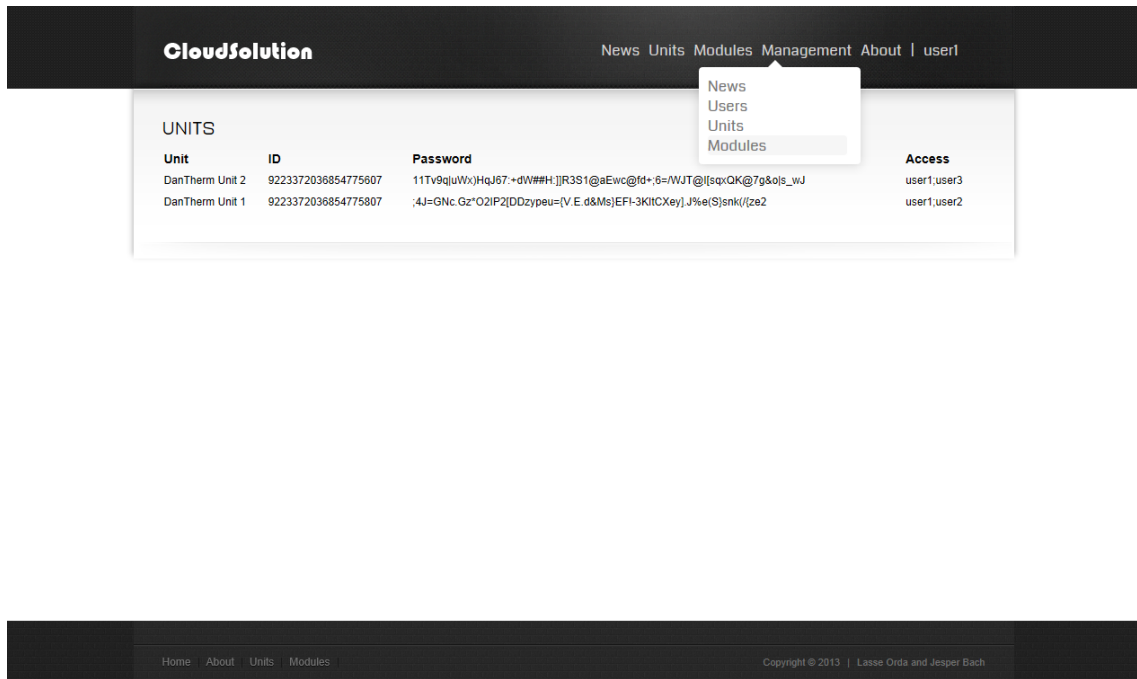 CloudSolution
News Units Modules Management About | user1
News
Users
Units
Modules
UNITS
Unit ID Password Access
DanTherm Unit 2 9223372036854775607 11Tv9q|uWx)HqJ67:+dW##H:]]R3S1@aEwc@fd+;6=/WJT@I[sqxQK@7g&o|s_wJ user1;user3
DanTherm Unit 1 9223372036854775807 ;4J=GNc.Gz*O2IP2[DDzypeu={V.E.d&Ms}EF!-3KItCXey].J%e(S}snk(/{ze2 user1;user2
Home | About | Units | Modules |
Copyright © 2013 | Lasse Orda and Jesper Bach